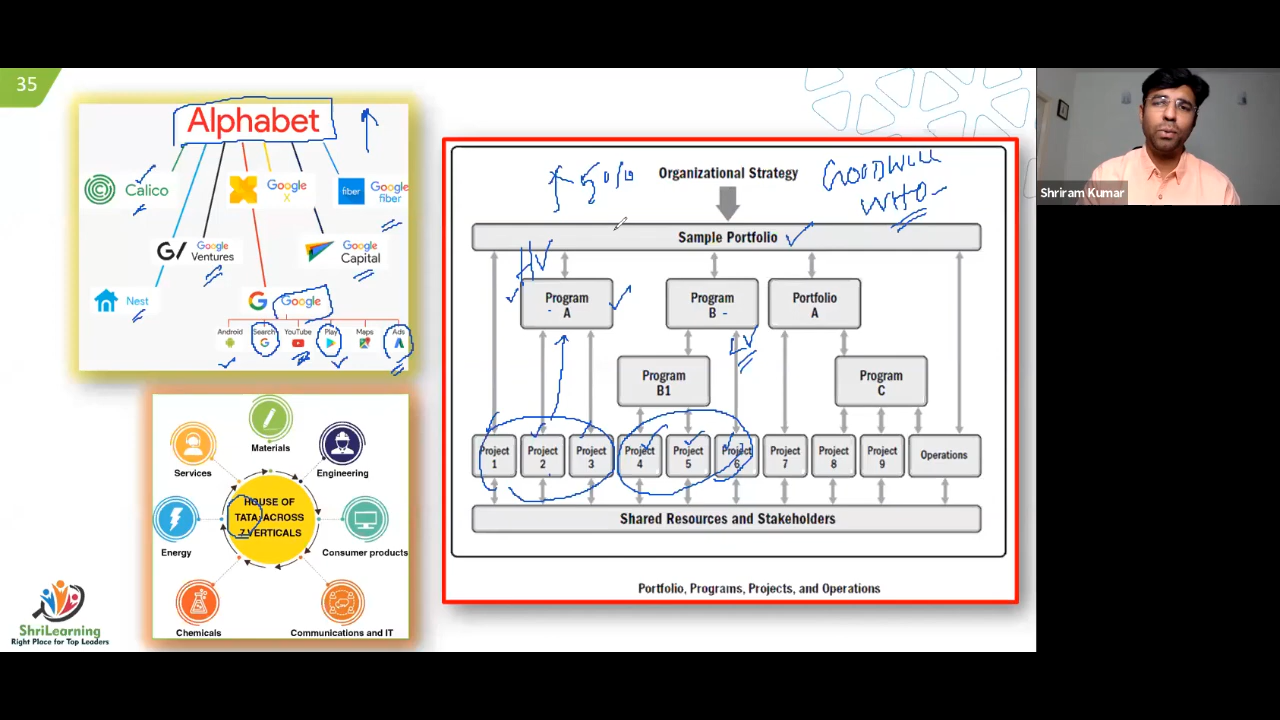 35
Alphabet
Calico
Google X
Google fiber
G/ Google Ventures
Google Capital
Nest
Google
Android
Search
YouTube
Play
Maps
Ads
Materials
Services
Engineering
HOUSE OF
TATA ACROSS
7 VERTICALS
Energy
Consumer products
Chemicals
Communications and IT
ShriLearning
Right Place for Top Leaders
5%
Organizational Strategy
GOODWILL
WHO
Sample Portfolio
HV
Program A
Program B
Portfolio A
LV
Program B1
Program C
Project 1
Project 2
Project 3
Project 4
Project 5
Project 6
Project 7
Project 8
Project 9
Operations
Shared Resources and Stakeholders
Portfolio, Programs, Projects, and Operations
Shriram Kumar